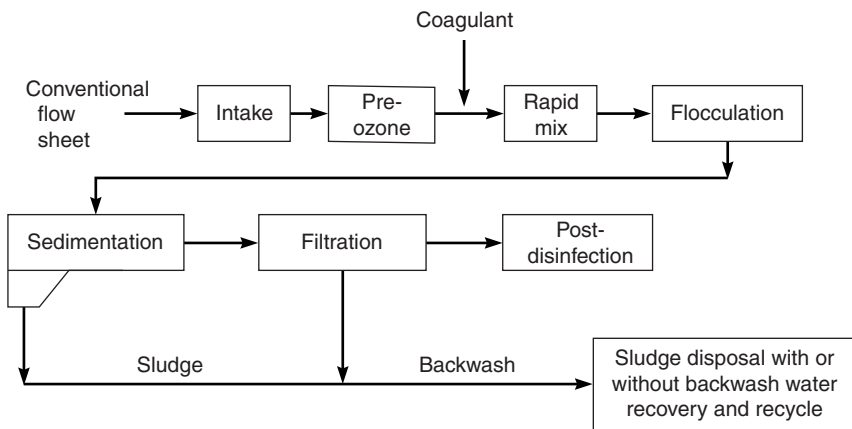 Coagulant
Conventional
flow
sheet
Intake
Pre-
ozone
Rapid
mix
Flocculation
Sedimentation
Filtration
Post-
disinfection
Sludge
Backwash
Sludge disposal with or
without backwash water
recovery and recycle